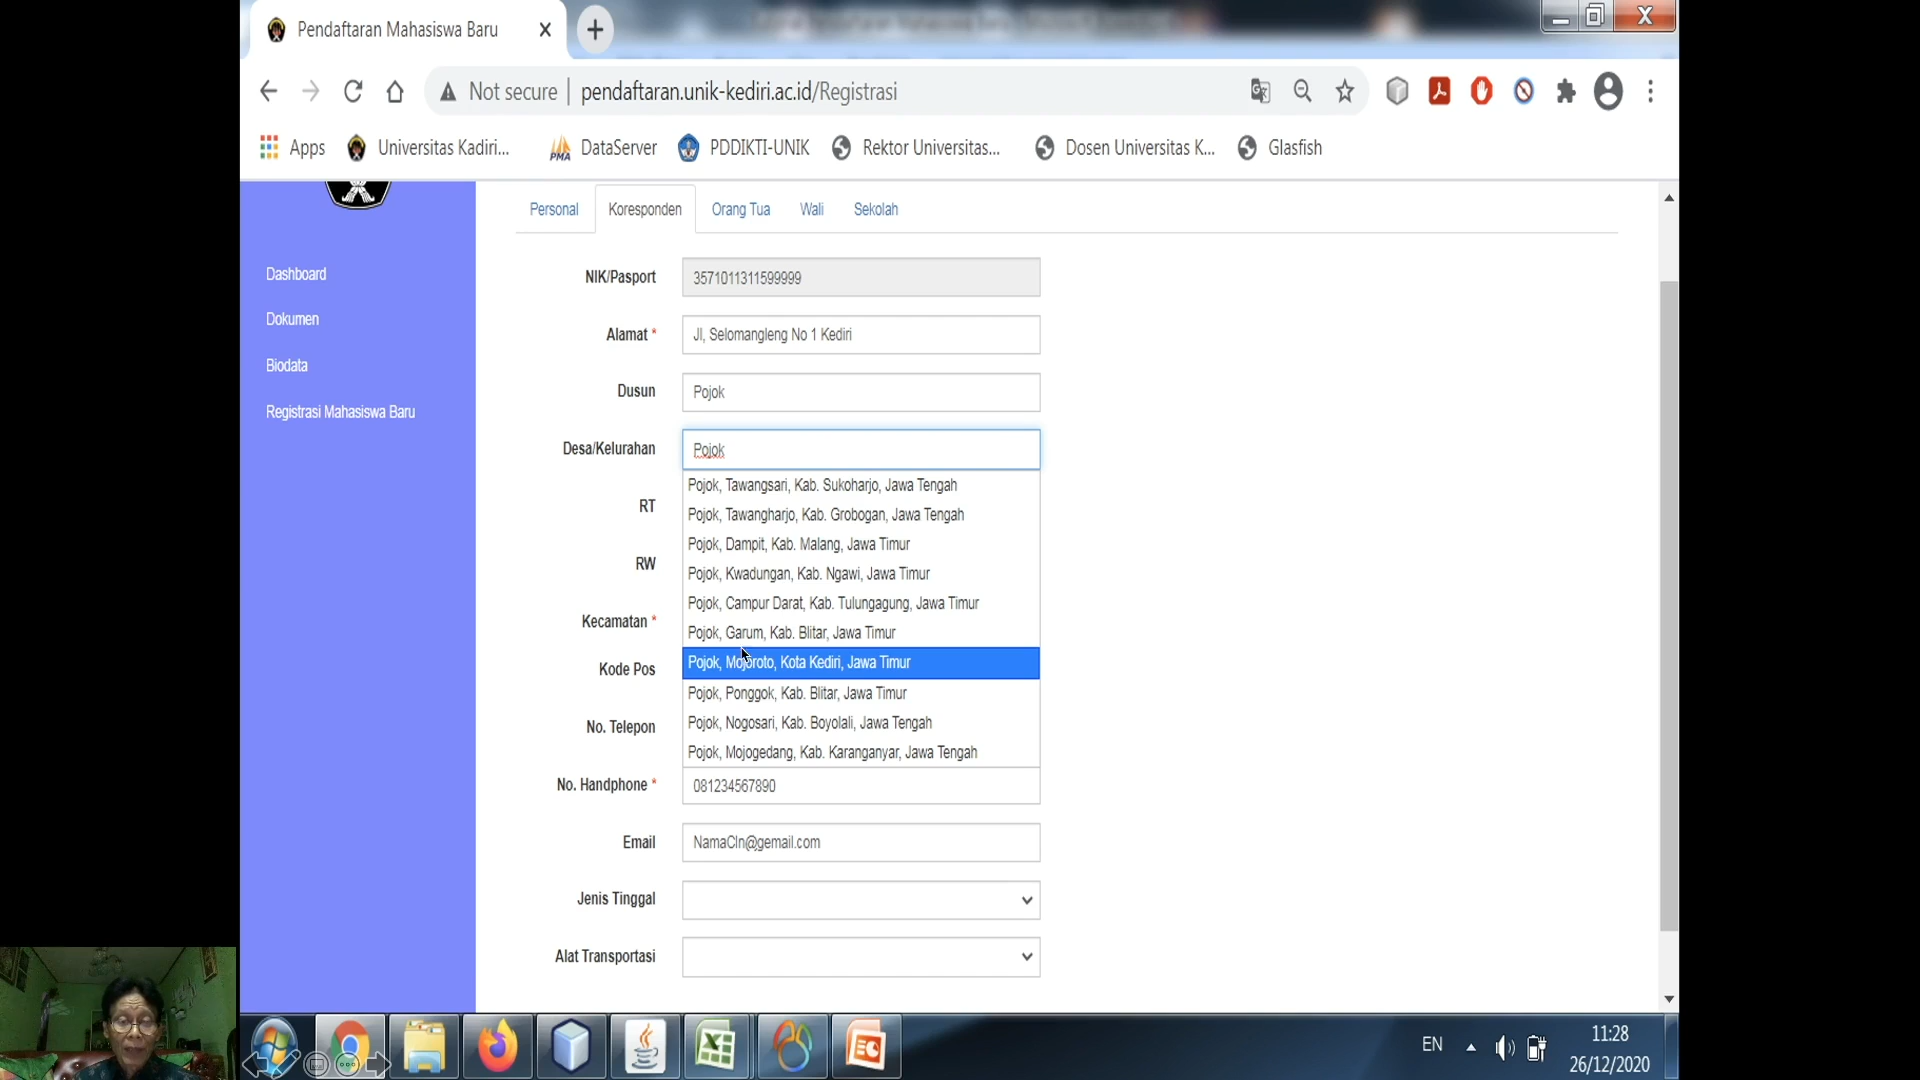 Pendaftaran Mahasiswa Baru
Not secure | pendaftaran.unik-kediri.ac.id/Registrasi
Apps Universitas Kadiri... DataServer PDDIKTI-UNIK Rektor Universitas... Dosen Universitas K... Glasfish
PMA
Personal Koresponden Orang Tua Wali Sekolah
Dashboard
Dokumen
Biodata
Registrasi Mahasiswa Baru
NIK/Pasport 3571011311599999
Alamat * Jl, Selomangleng No 1 Kediri
Dusun Pojok
Desa/Kelurahan Pojok
Pojok, Tawangsari, Kab. Sukoharjo, Jawa Tengah
RT
Pojok, Tawangharjo, Kab. Grobogan, Jawa Tengah
Pojok, Dampit, Kab. Malang, Jawa Timur
RW
Pojok, Kwadungan, Kab. Ngawi, Jawa Timur
Pojok, Campur Darat, Kab. Tulungagung, Jawa Timur
Kecamatan *
Pojok, Garum, Kab. Blitar, Jawa Timur
Kode Pos
Pojok, Mojoroto, Kota Kediri, Jawa Timur
Pojok, Ponggok, Kab. Blitar, Jawa Timur
No. Telepon
Pojok, Nogosari, Kab. Boyolali, Jawa Tengah
Pojok, Mojogedang, Kab. Karanganyar, Jawa Tengah
No. Handphone * 081234567890
Email NamaCln@gemail.com
Jenis Tinggal
Alat Transportasi
EN
11:28
26/12/2020